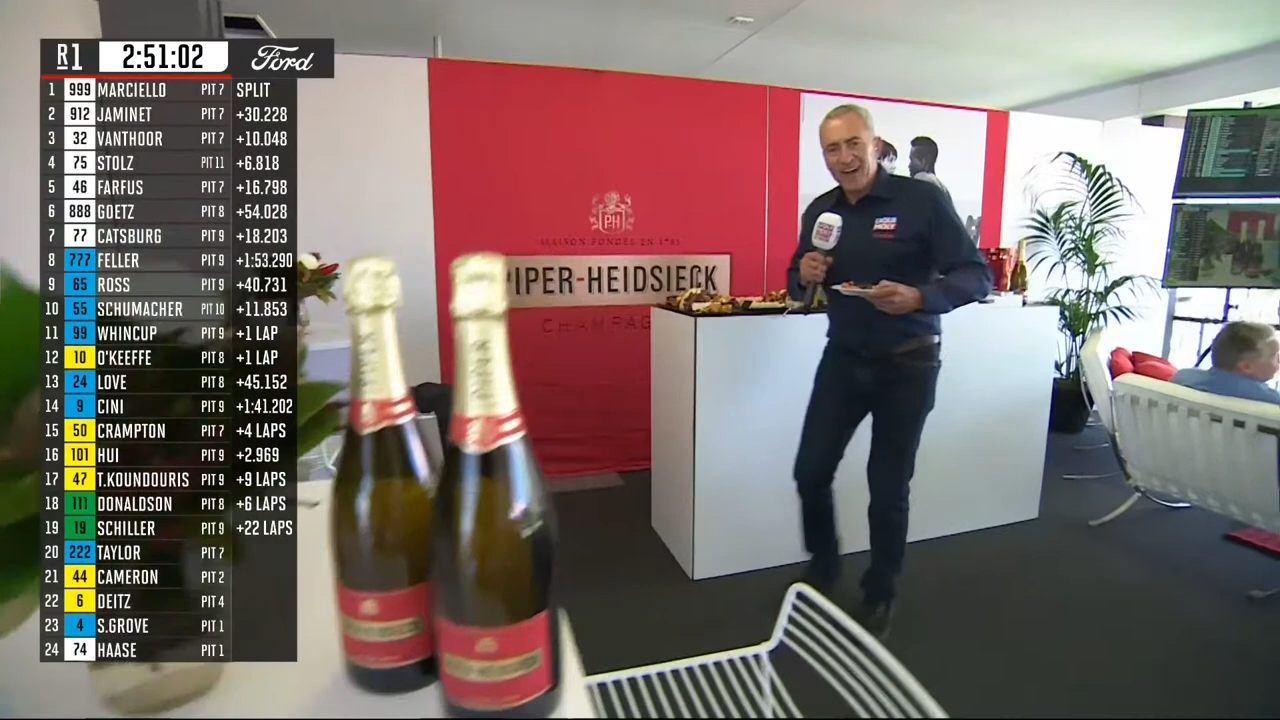 R1 2:51:02 Ford
1 999 MARCIELLO PIT 7 SPLIT
2 912 JAMINET PIT 7 +30.228
3 32 VANTHOOR PIT 7 +10.048
4 75 STOLZ PIT 11 +6.818
5 46 FARFUS PIT 7 +16.798
6 888 GOETZ PIT 8 +54.028
7 77 CATSBURG PIT 9 +18.203
8 777 FELLER PIT 9 +1:53.290
9 65 ROSS PIT 9 +40.731
10 55 SCHUMACHER PIT 10 +11.853
11 99 WHINCUP PIT 9 +1 LAP
12 10 O'KEEFFE PIT 8 +1 LAP
13 24 LOVE PIT 8 +45.152
14 9 CINI PIT 9 +1:41.202
15 50 CRAMPTON PIT 7 +4 LAPS
16 101 HUI PIT 9 +2.969
17 47 T.KOUNDOURIS PIT 9 +9 LAPS
18 111 DONALDSON PIT 8 +6 LAPS
19 19 SCHILLER PIT 9 +22 LAPS
20 222 TAYLOR PIT 7
21 44 CAMERON PIT 2
22 6 DEITZ PIT 4
23 4 S.GROVE PIT 1
24 74 HAASE PIT 1
PH
MAISON FONDÉE EN 1785
PIPER-HEIDSIECK
CHAMPAG
LIQUI
MOLY
PIPER-HEIDSIECK
PIPER-HEIDSIECK